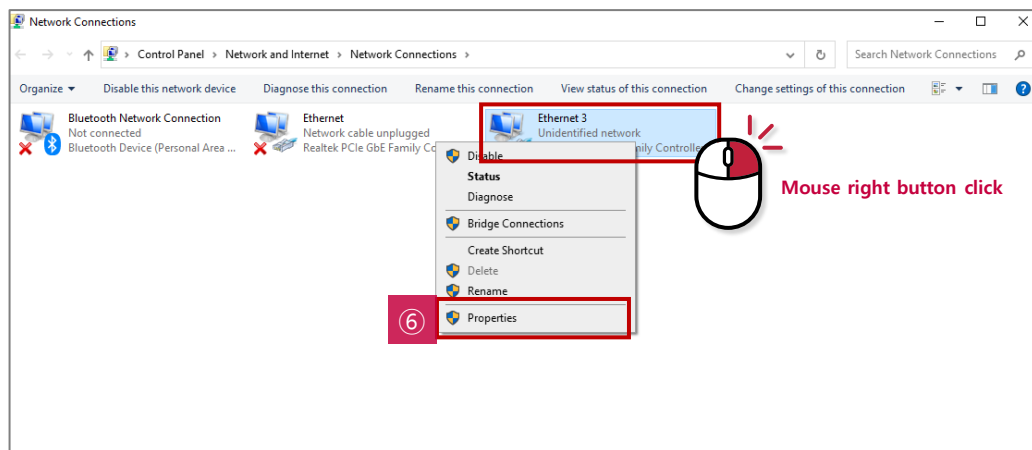 Network Connections
Control Panel > Network and Internet > Network Connections >
Search Network Connections
Organize
Disable this network device
Diagnose this connection
Rename this connection
View status of this connection
Change settings of this connection
Bluetooth Network Connection
Not connected
Bluetooth Device (Personal Area ...
Ethernet
Network cable unplugged
Realtek PCIe GbE Family Co
Ethernet 3
Unidentified network
nily Controlle
Disable
Status
Diagnose
Bridge Connections
Create Shortcut
Delete
Rename
⑥
Properties
Mouse right button click